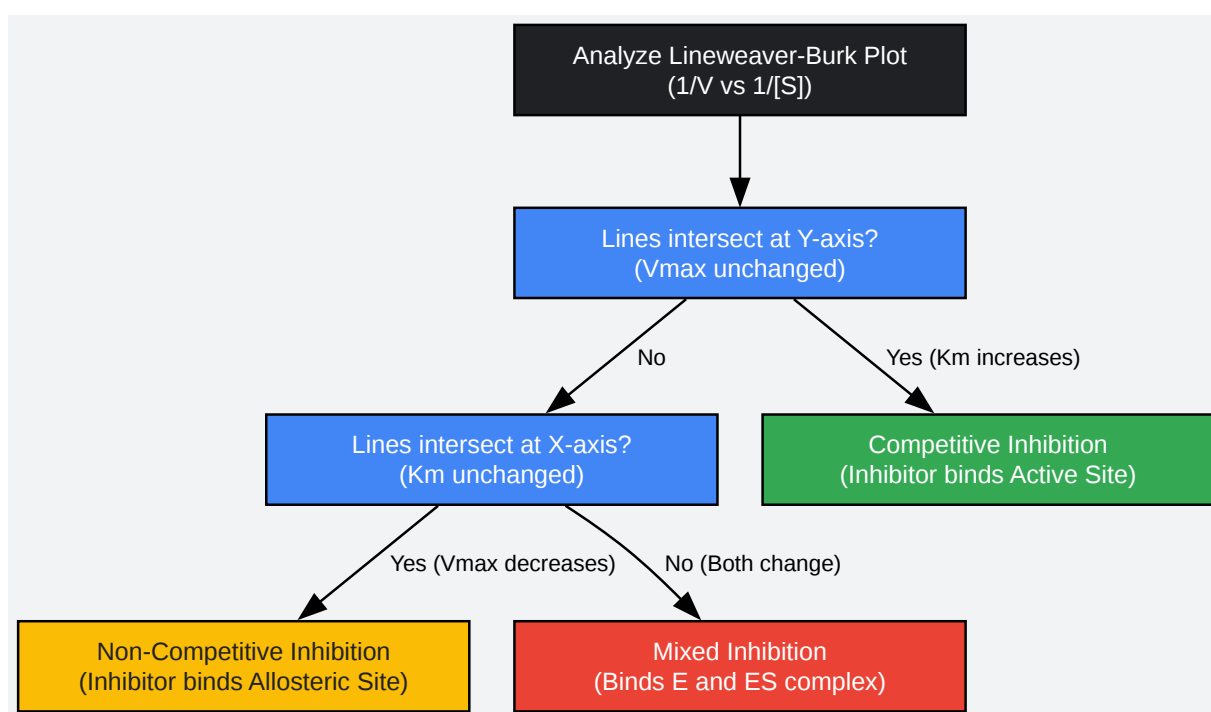 Analyze Lineweaver-Burk Plot
(1/V vs 1/[S])
Lines intersect at Y-axis?
(Vmax unchanged)
No
Yes (Km increases)
Lines intersect at X-axis?
(Km unchanged)
Competitive Inhibition
(Inhibitor binds Active Site)
Yes (Vmax decreases)
No (Both change)
Non-Competitive Inhibition
(Inhibitor binds Allosteric Site)
Mixed Inhibition
(Binds E and ES complex)